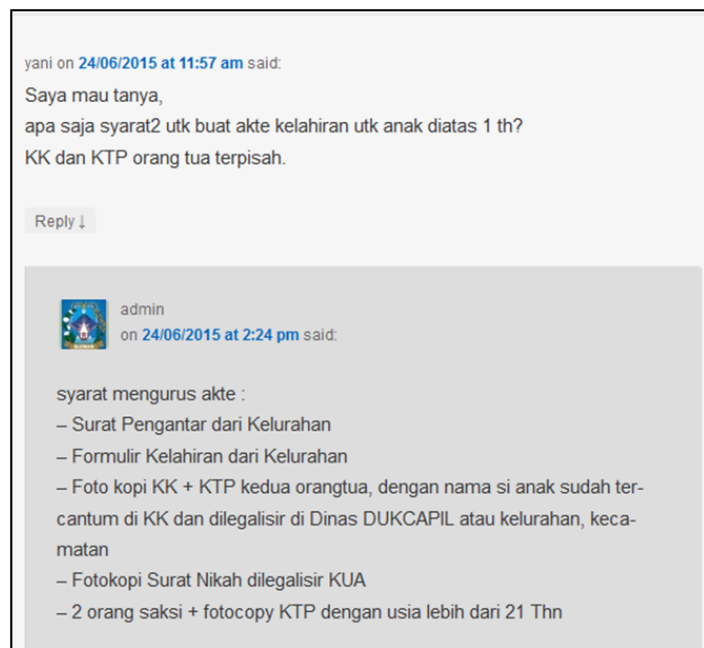 yani on 24/06/2015 at 11:57 am said:
Saya mau tanya,
apa saja syarat2 utk buat akte kelahiran utk anak diatas 1 th?
KK dan KTP orang tua terpisah.
Reply ↓
admin
on 24/06/2015 at 2:24 pm said:
syarat mengurus akte :
– Surat Pengantar dari Kelurahan
– Formulir Kelahiran dari Kelurahan
– Foto kopi KK + KTP kedua orangtua, dengan nama si anak sudah ter-
cantum di KK dan dilegalisir di Dinas DUKCAPIL atau kelurahan, keca-
matan
– Fotokopi Surat Nikah dilegalisir KUA
– 2 orang saksi + fotocopy KTP dengan usia lebih dari 21 Thn